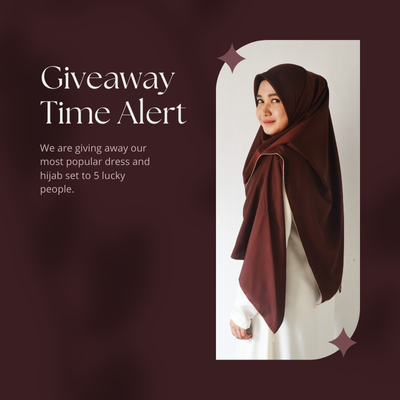 Giveaway
Time Alert
We are giving away our
most popular dress and
hijab set to 5 lucky
people.